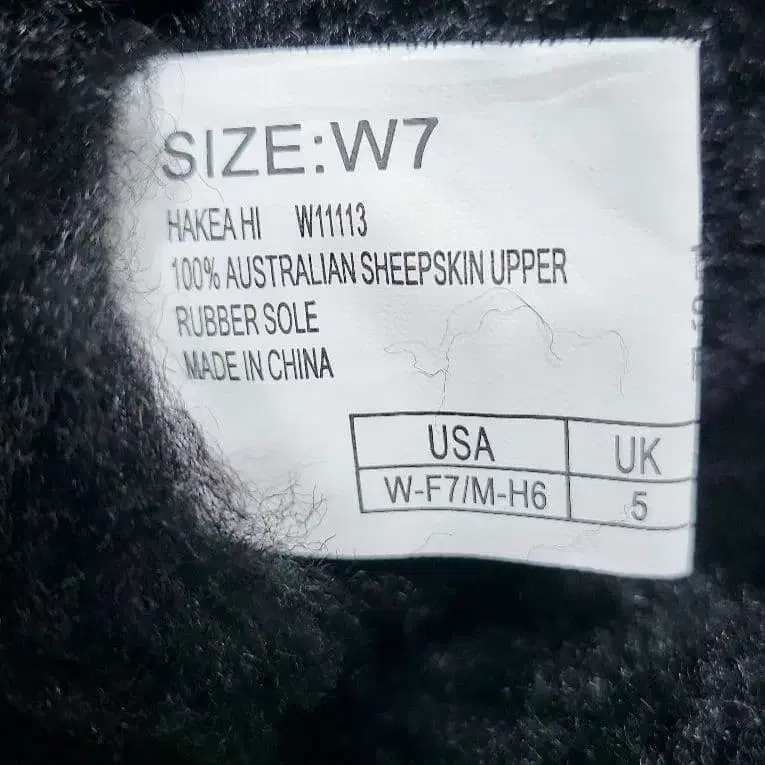 SIZE:W7
HAKEA HI W11113
100% AUSTRALIAN SHEEPSKIN UPPER
RUBBER SOLE
MADE IN CHINA
USA UK
W-F7/M-H6 5